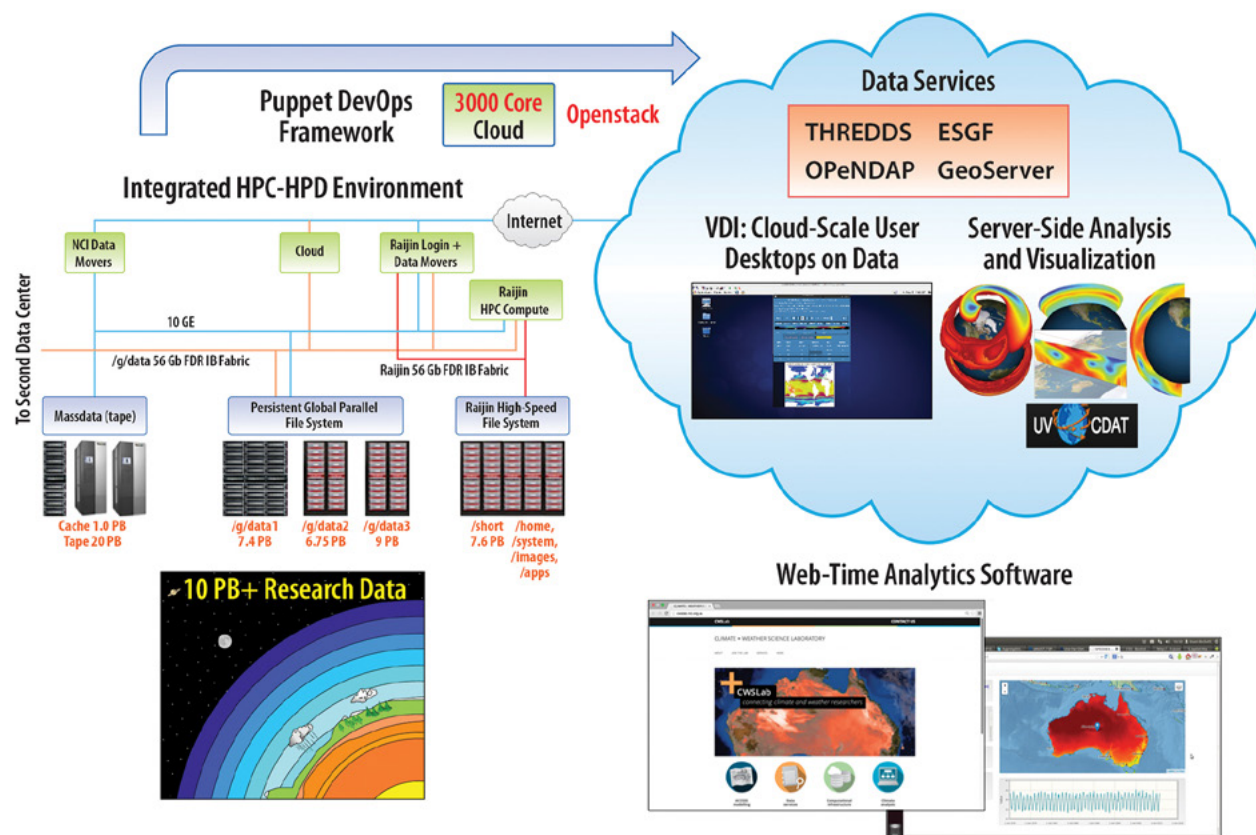 Puppet DevOps
Framework
3000 Core
Cloud
Openstack
Integrated HPC-HPD Environment
Internet
NCI Data
Movers
Cloud
Raijin Login +
Data Movers
Raijin
HPC Compute
10 GE
/g/data 56 Gb FDR IB Fabric
Raijin 56 Gb FDR IB Fabric
To Second Data Center
Massdata (tape)
Persistent Global Parallel
File System
Raijin High-Speed
File System
Cache 1.0 PB
Tape 20 PB
/g/data1
7.4 PB
/g/data2
6.75 PB
/g/data3
9 PB
/short
7.6 PB
/home,
/system,
/images,
/apps
10 PB+ Research Data
Data Services
THREDDS ESGF
OPeNDAP GeoServer
VDI: Cloud-Scale User
Desktops on Data
Server-Side Analysis
and Visualization
UV CDAT
Web-Time Analytics Software
CWSLab
CONTACT US
CLIMATE + WEATHER SCIENCE LABORATORY
CWSLab
connecting climate and weather researchers